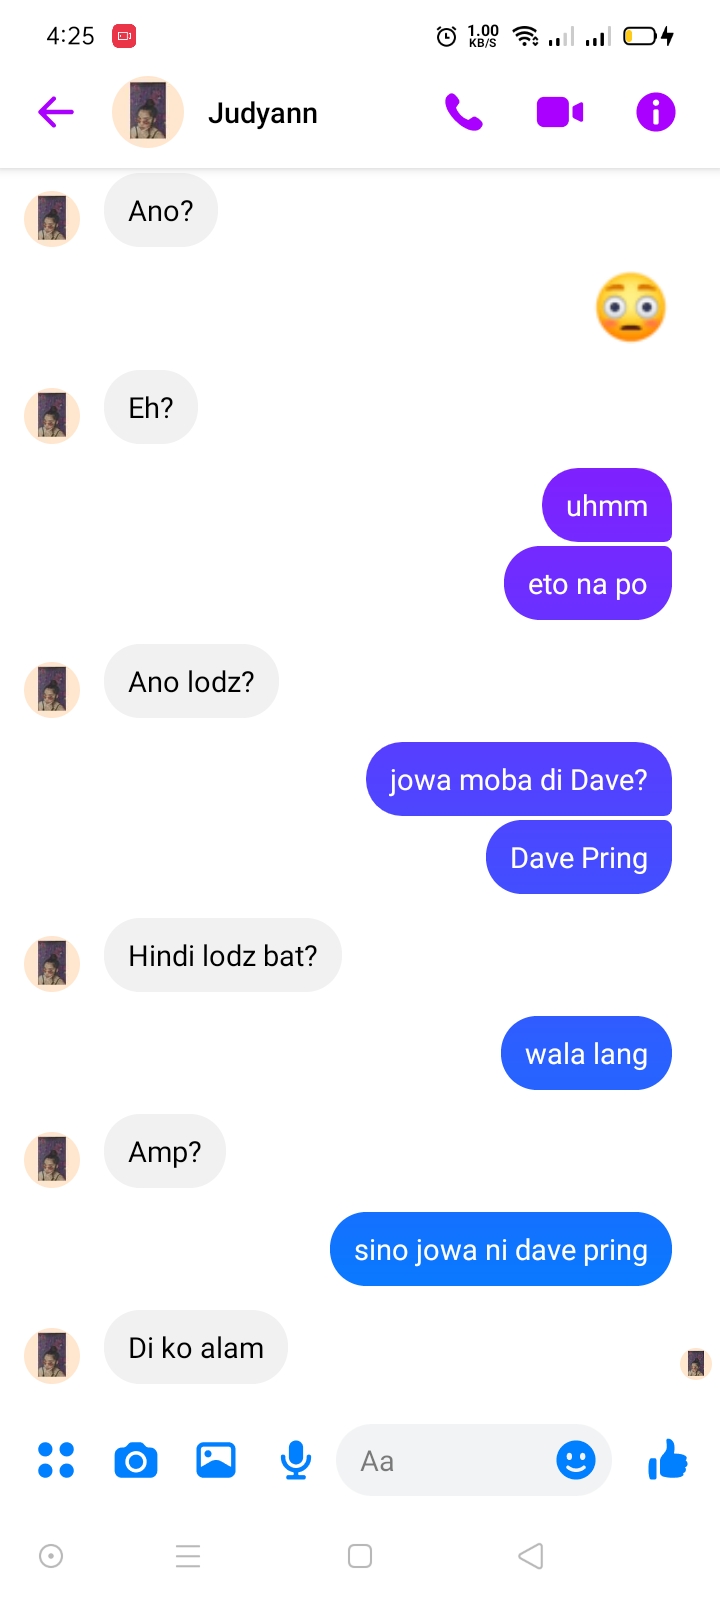 4:25
1.00
KB/S
Judyann
Ano?
Eh?
uhmm
eto na po
Ano lodz?
jowa moba di Dave?
Dave Pring
Hindi lodz bat?
wala lang
Amp?
sino jowa ni dave pring
Di ko alam
Aa